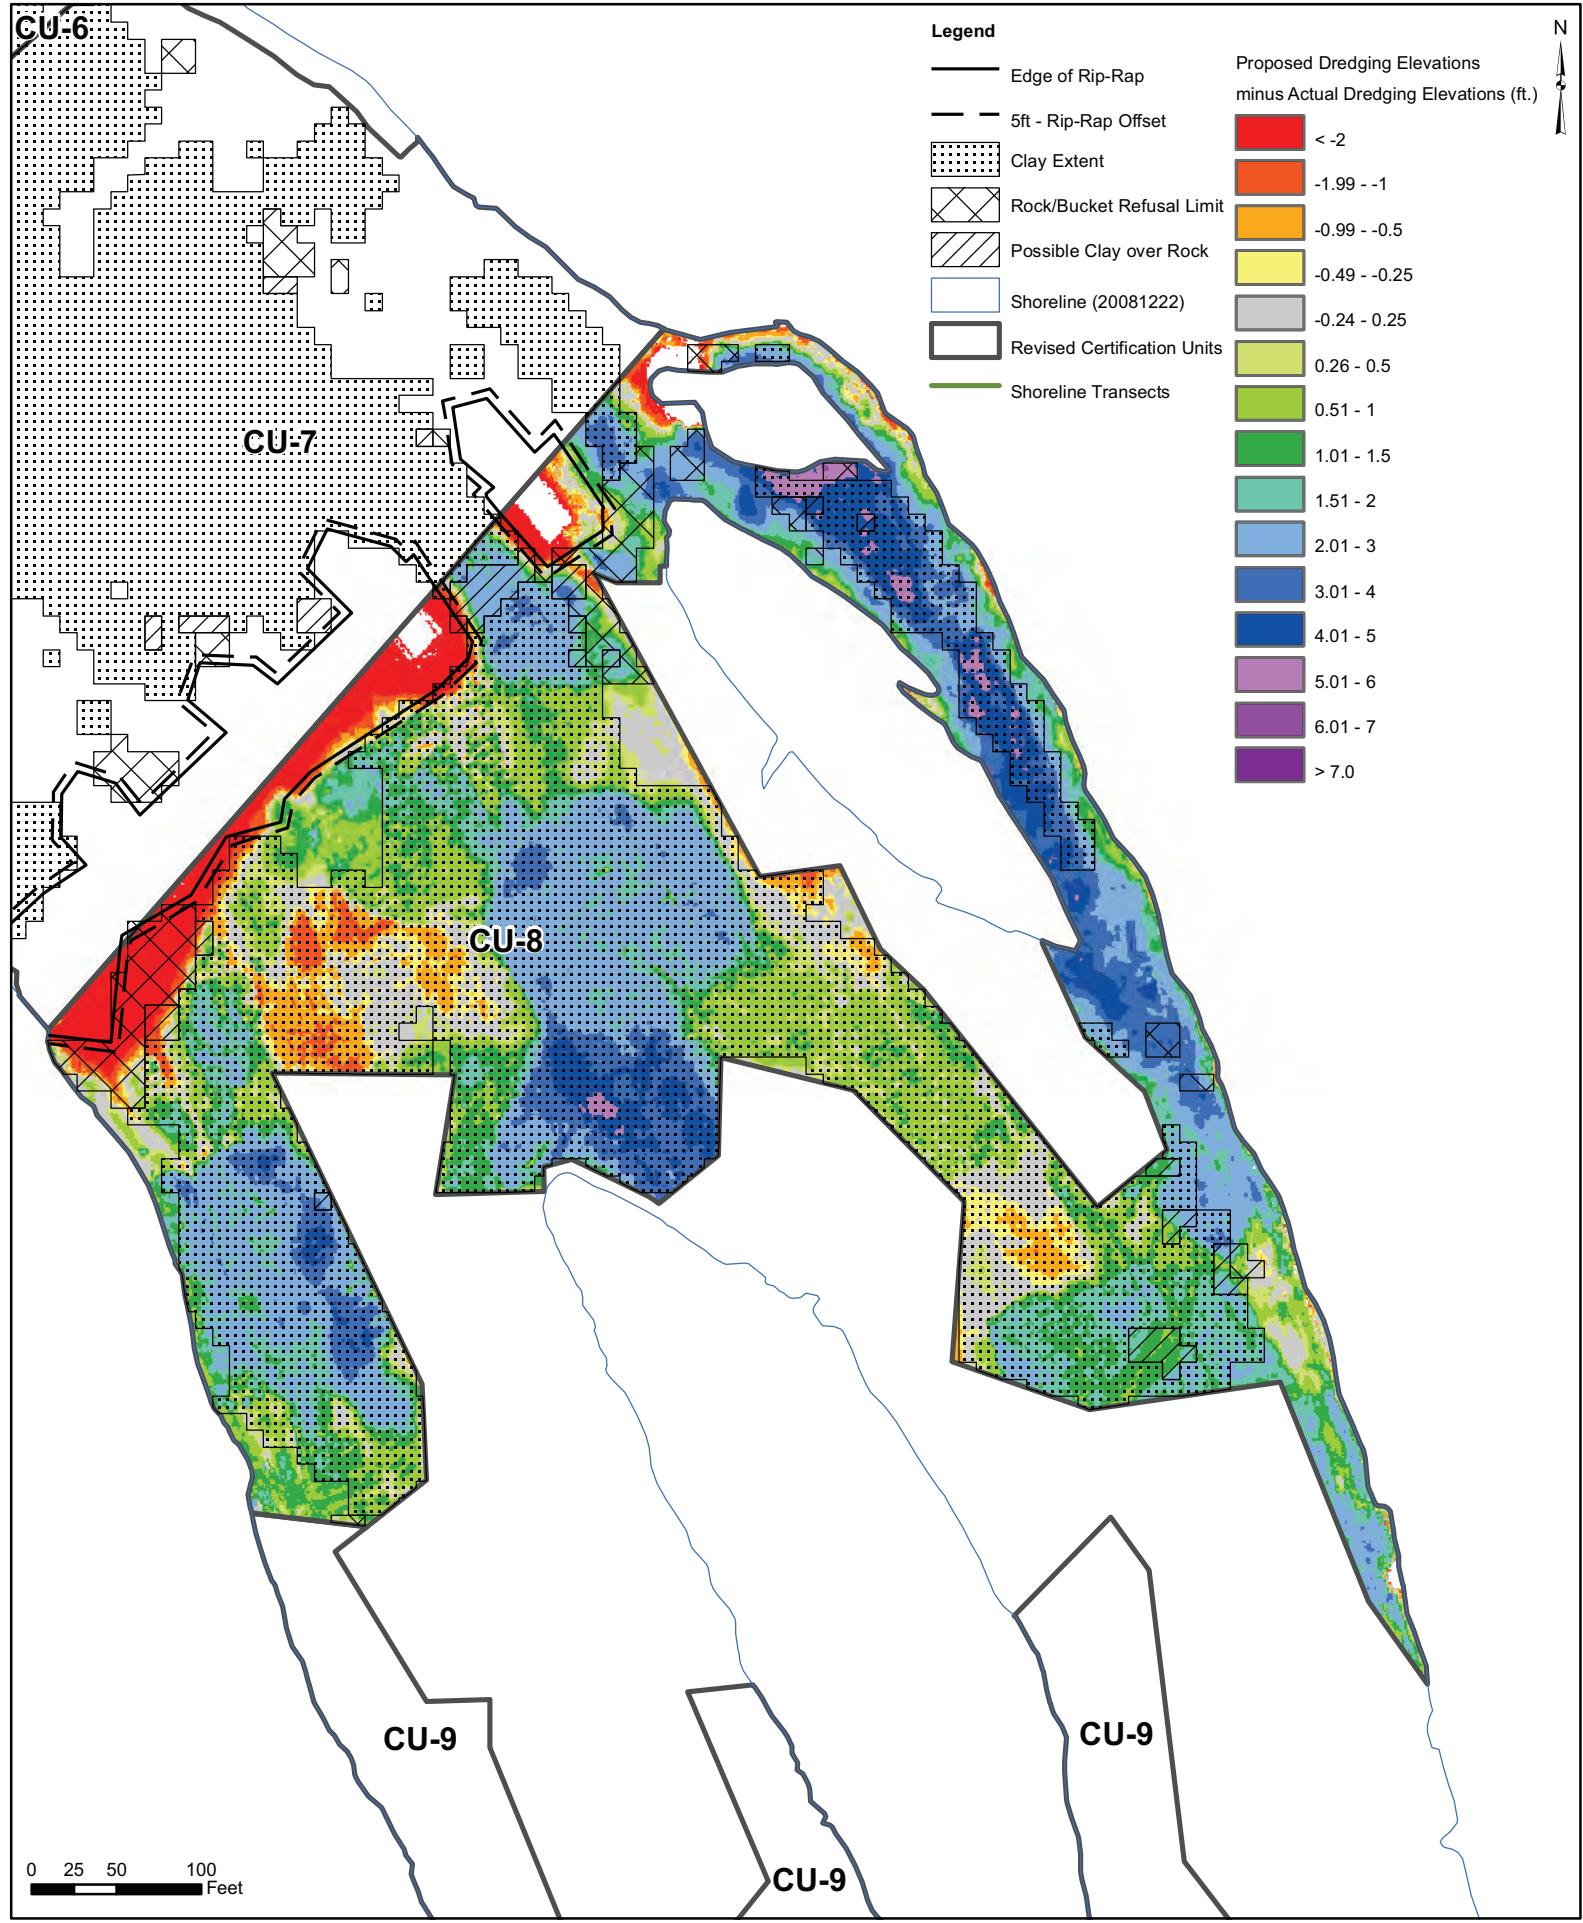 CU-6
Legend
Edge of Rip-Rap
5ft - Rip-Rap Offset
Clay Extent
Rock/Bucket Refusal Limit
Possible Clay over Rock
Shoreline (20081222)
Revised Certification Units
Shoreline Transects
Proposed Dredging Elevations
minus Actual Dredging Elevations (ft.)
< -2
-1.99 - -1
-0.99 - -0.5
-0.49 - -0.25
-0.24 - 0.25
0.26 - 0.5
0.51 - 1
1.01 - 1.5
1.51 - 2
2.01 - 3
3.01 - 4
4.01 - 5
5.01 - 6
6.01 - 7
> 7.0
N
CU-7
CU-8
CU-9
CU-9
CU-9
0 25 50 100
Feet